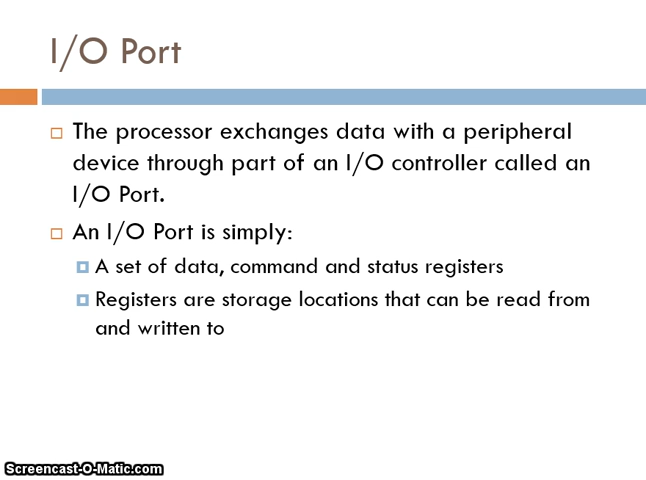 I/O Port
The processor exchanges data with a peripheral
device through part of an I/O controller called an
I/O Port.
An I/O Port is simply:
A set of data, command and status registers
Registers are storage locations that can be read from
and written to
Screencast-O-Matic.com